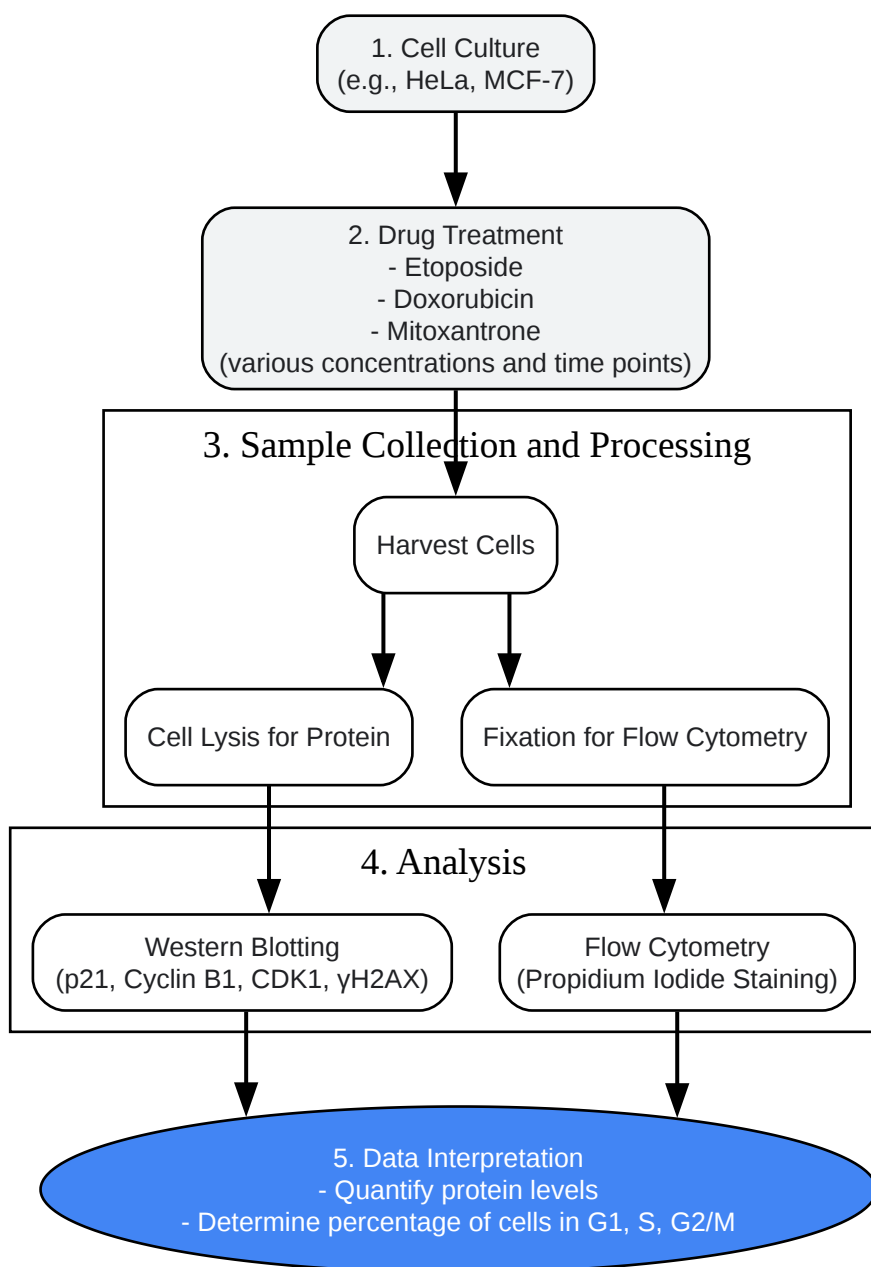 1. Cell Culture
(e.g., HeLa, MCF-7)
2. Drug Treatment
- Etoposide
- Doxorubicin
- Mitoxantrone
(various concentrations and time points)
3. Sample Collection and Processing
Harvest Cells
Cell Lysis for Protein
Fixation for Flow Cytometry
4. Analysis
Western Blotting
(p21, Cyclin B1, CDK1, γH2AX)
Flow Cytometry
(Propidium Iodide Staining)
5. Data Interpretation
- Quantify protein levels
- Determine percentage of cells in G1, S, G2/M